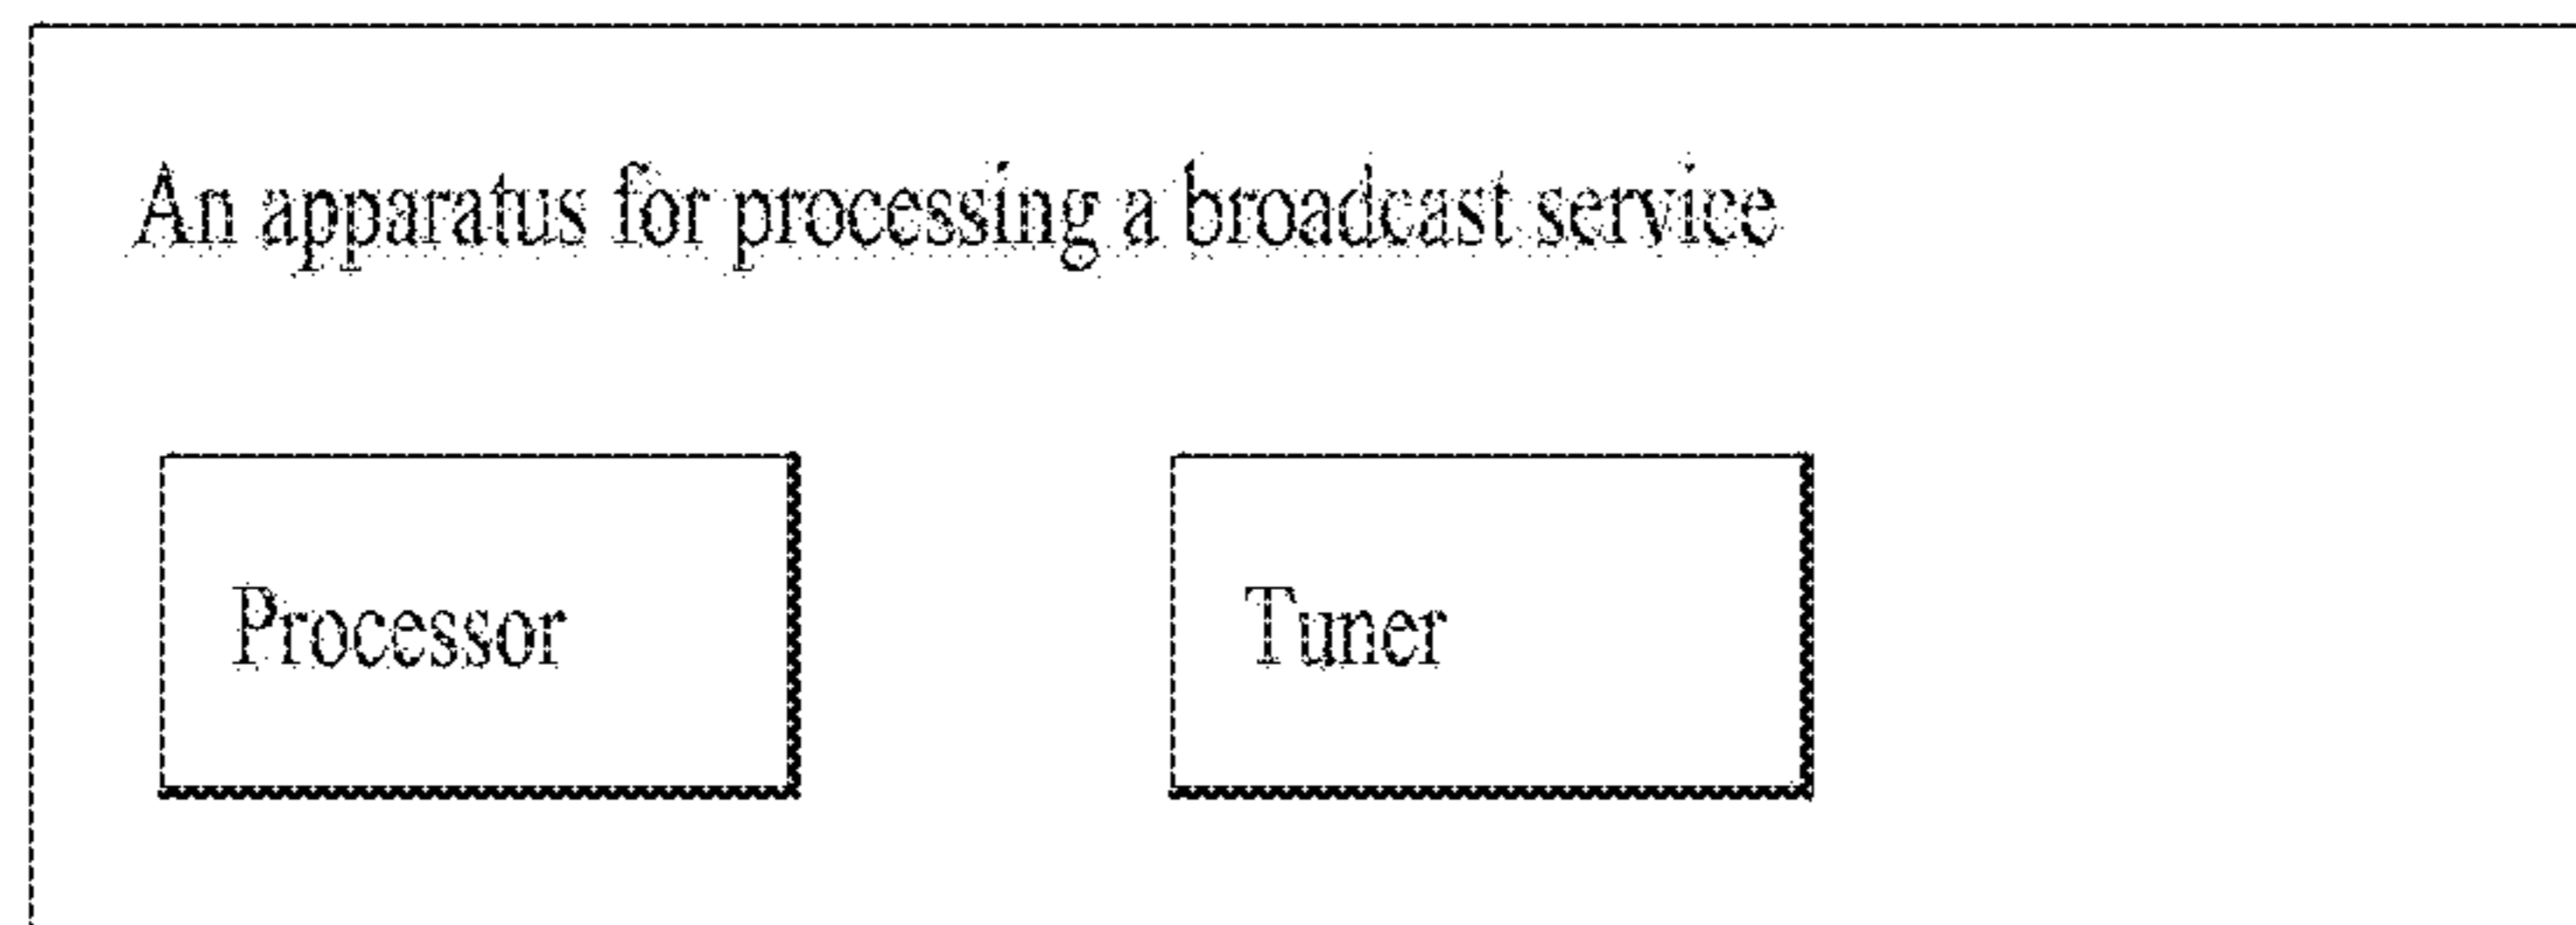 An apparatus for processing a broadcast service
Processor
Tuner